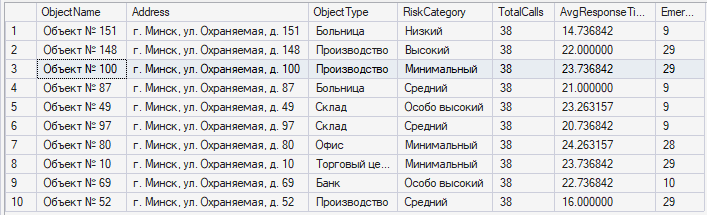 ObjectName Address ObjectType RiskCategory TotalCalls AvgResponseTi... Emer...
1 Объект № 151 г. Минск, ул. Охраняемая, д. 151 Больница Низкий 38 14.736842 9
2 Объект № 148 г. Минск, ул. Охраняемая, д. 148 Производство Высокий 38 22.000000 29
3 Объект № 100 г. Минск, ул. Охраняемая, д. 100 Производство Минимальный 38 23.736842 29
4 Объект № 87 г. Минск, ул. Охраняемая, д. 87 Больница Средний 38 21.000000 9
5 Объект № 49 г. Минск, ул. Охраняемая, д. 49 Склад Особо высокий 38 23.263157 9
6 Объект № 97 г. Минск, ул. Охраняемая, д. 97 Склад Средний 38 20.736842 9
7 Объект № 80 г. Минск, ул. Охраняемая, д. 80 Офис Минимальный 38 24.263157 28
8 Объект № 10 г. Минск, ул. Охраняемая, д. 10 Торговый це... Минимальный 38 23.736842 29
9 Объект № 69 г. Минск, ул. Охраняемая, д. 69 Банк Особо высокий 38 22.736842 10
10 Объект № 52 г. Минск, ул. Охраняемая, д. 52 Производство Средний 38 16.000000 29